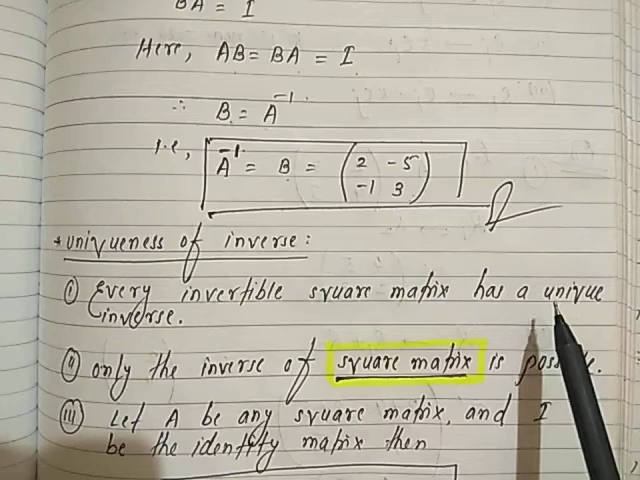 BA = I
Here, AB = BA = I
∴ B = A⁻¹.
i.e, A⁻¹ = B = (2 -5
-1 3)
* uniqueness of inverse :
(i) Every invertible square matrix has a unique
inverse.
(ii) only the inverse of square matrix is possible.
(iii) Let A be any square matrix, and I
be the identity matrix then